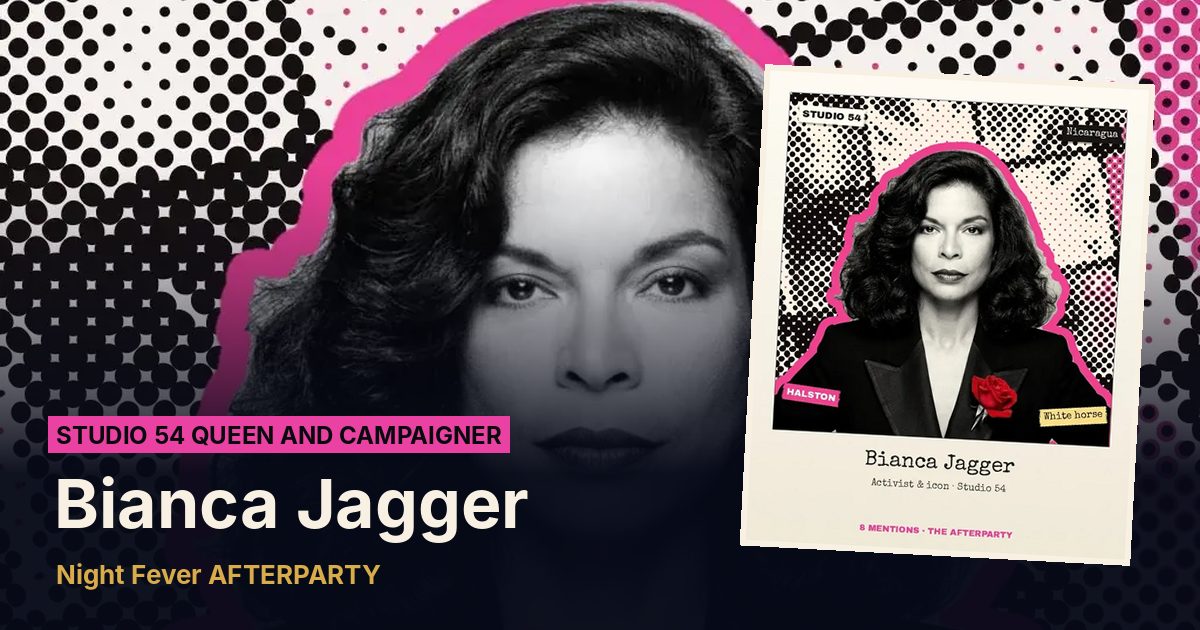 STUDIO 54 QUEEN AND CAMPAIGNER
Bianca Jagger
Night Fever AFTERPARTY
STUDIO 54
Nicaragua
HALSTON
White horse
Bianca Jagger
Activist & icon · Studio 54
8 MENTIONS · THE AFTERPARTY